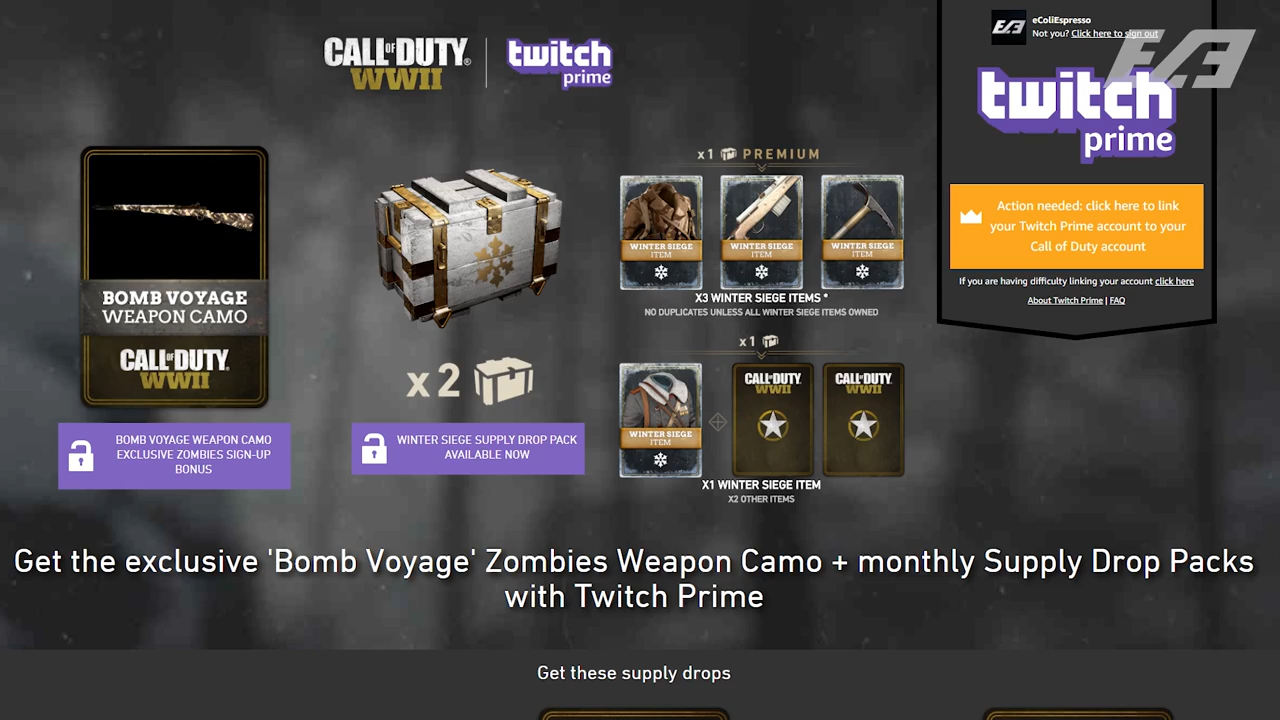 CALL OF DUTY®
WWII
twitch
prime
BOMB VOYAGE
WEAPON CAMO
CALL OF DUTY
WWII
BOMB VOYAGE WEAPON CAMO
EXCLUSIVE ZOMBIES SIGN-UP
BONUS
x2
WINTER SIEGE SUPPLY DROP PACK
AVAILABLE NOW
x1 PREMIUM
WINTER SIEGE
ITEM
WINTER SIEGE
ITEM
WINTER SIEGE
ITEM
X3 WINTER SIEGE ITEMS *
NO DUPLICATES UNLESS ALL WINTER SIEGE ITEMS OWNED
x1
WINTER SIEGE
ITEM
CALL OF DUTY
WWII
CALL OF DUTY
WWII
X1 WINTER SIEGE ITEM
X2 OTHER ITEMS
eColiEspresso
Not you? Click here to sign out
twitch
prime
Action needed: click here to link
your Twitch Prime account to your
Call of Duty account
If you are having difficulty linking your account click here
About Twitch Prime | FAQ
Get the exclusive 'Bomb Voyage' Zombies Weapon Camo + monthly Supply Drop Packs
with Twitch Prime
Get these supply drops